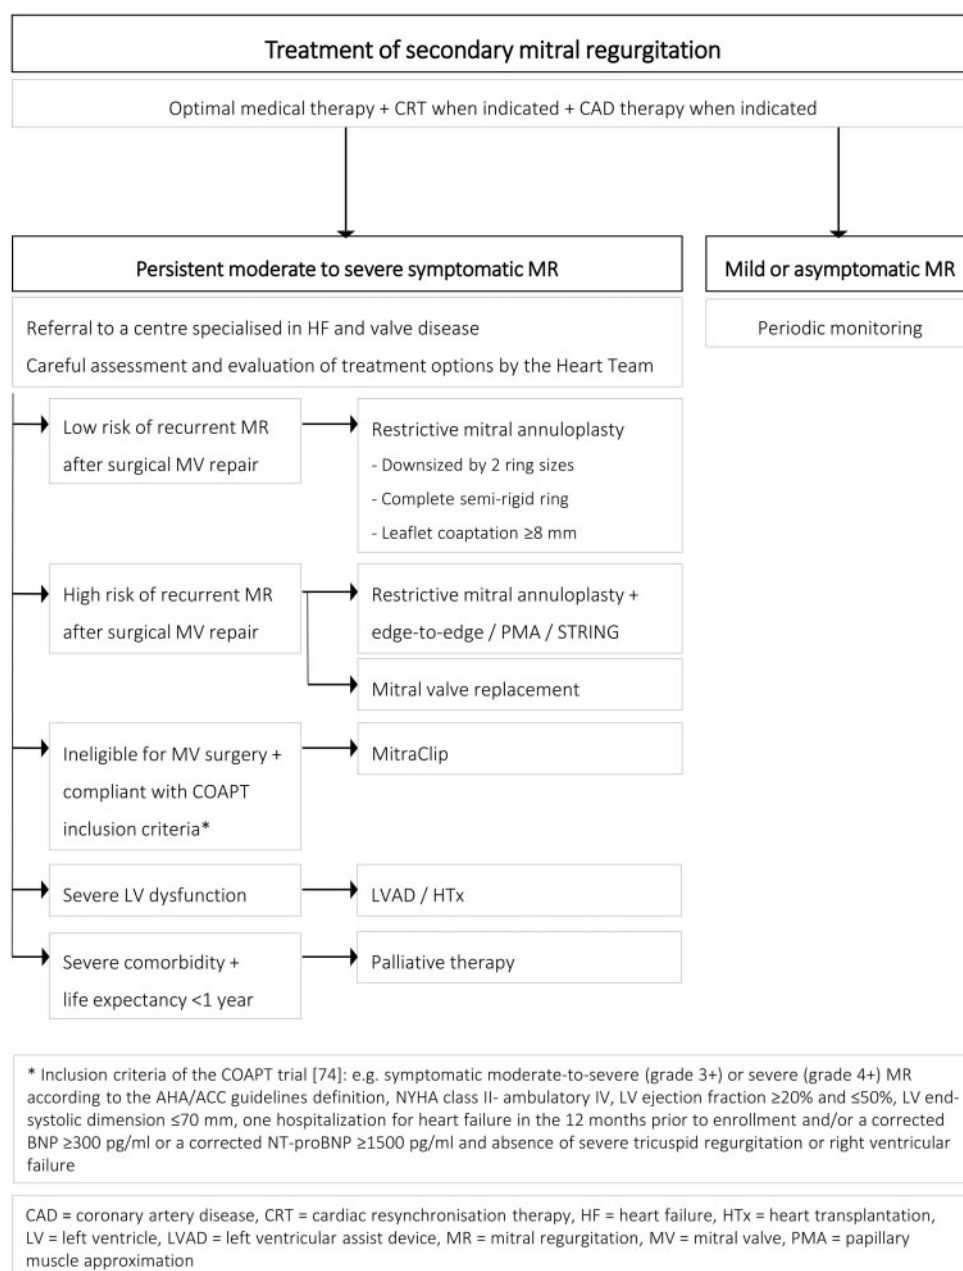 Treatment of secondary mitral regurgitation
Optimal medical therapy + CRT when indicated + CAD therapy when indicated
Persistent moderate to severe symptomatic MR
Mild or asymptomatic MR
Referral to a centre specialised in HF and valve disease
Careful assessment and evaluation of treatment options by the Heart Team
Periodic monitoring
Low risk of recurrent MR
after surgical MV repair
Restrictive mitral annuloplasty
- Downsized by 2 ring sizes
- Complete semi-rigid ring
- Leaflet coaptation ≥8 mm
High risk of recurrent MR
after surgical MV repair
Restrictive mitral annuloplasty +
edge-to-edge / PMA / STRING
Mitral valve replacement
Ineligible for MV surgery +
compliant with COAPT
inclusion criteria*
MitraClip
Severe LV dysfunction
LVAD / HTx
Severe comorbidity +
life expectancy <1 year
Palliative therapy
* Inclusion criteria of the COAPT trial [74]: e.g. symptomatic moderate-to-severe (grade 3+) or severe (grade 4+) MR
according to the AHA/ACC guidelines definition, NYHA class II- ambulatory IV, LV ejection fraction ≥20% and ≤50%, LV end-
systolic dimension ≤70 mm, one hospitalization for heart failure in the 12 months prior to enrollment and/or a corrected
BNP ≥300 pg/ml or a corrected NT-proBNP ≥1500 pg/ml and absence of severe tricuspid regurgitation or right ventricular
failure
CAD = coronary artery disease, CRT = cardiac resynchronisation therapy, HF = heart failure, HTx = heart transplantation,
LV = left ventricle, LVAD = left ventricular assist device, MR = mitral regurgitation, MV = mitral valve, PMA = papillary
muscle approximation